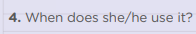 4. When does she/he use it?